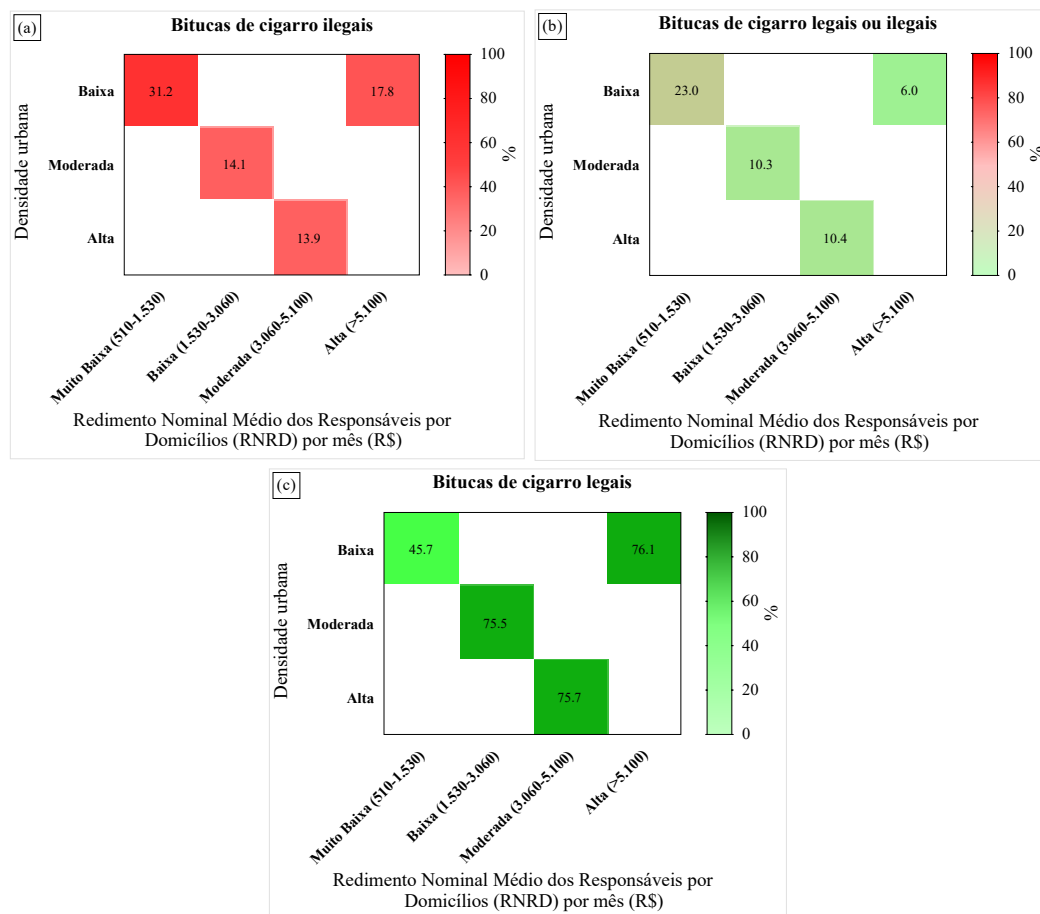 (a)
Bitucas de cigarro ilegais
Densidade urbana
Baixa
Moderada
Alta
31.2
17.8
14.1
13.9
100
80
60
40
20
0
%
Muito Baixa (510-1.530)
Baixa (1.530-3.060)
Moderada (3.060-5.100)
Alta (>5.100)
Redimento Nominal Médio dos Responsáveis por
Domicílios (RNRD) por mês (R$)
(b)
Bitucas de cigarro legais ou ilegais
Densidade urbana
Baixa
Moderada
Alta
23.0
6.0
10.3
10.4
100
80
60
40
20
0
%
Muito Baixa (510-1.530)
Baixa (1.530-3.060)
Moderada (3.060-5.100)
Alta (>5.100)
Redimento Nominal Médio dos Responsáveis por
Domicílios (RNRD) por mês (R$)
(c)
Bitucas de cigarro legais
Densidade urbana
Baixa
Moderada
Alta
45.7
76.1
75.5
75.7
100
80
60
40
20
0
%
Muito Baixa (510-1.530)
Baixa (1.530-3.060)
Moderada (3.060-5.100)
Alta (>5.100)
Redimento Nominal Médio dos Responsáveis por
Domicílios (RNRD) por mês (R$)